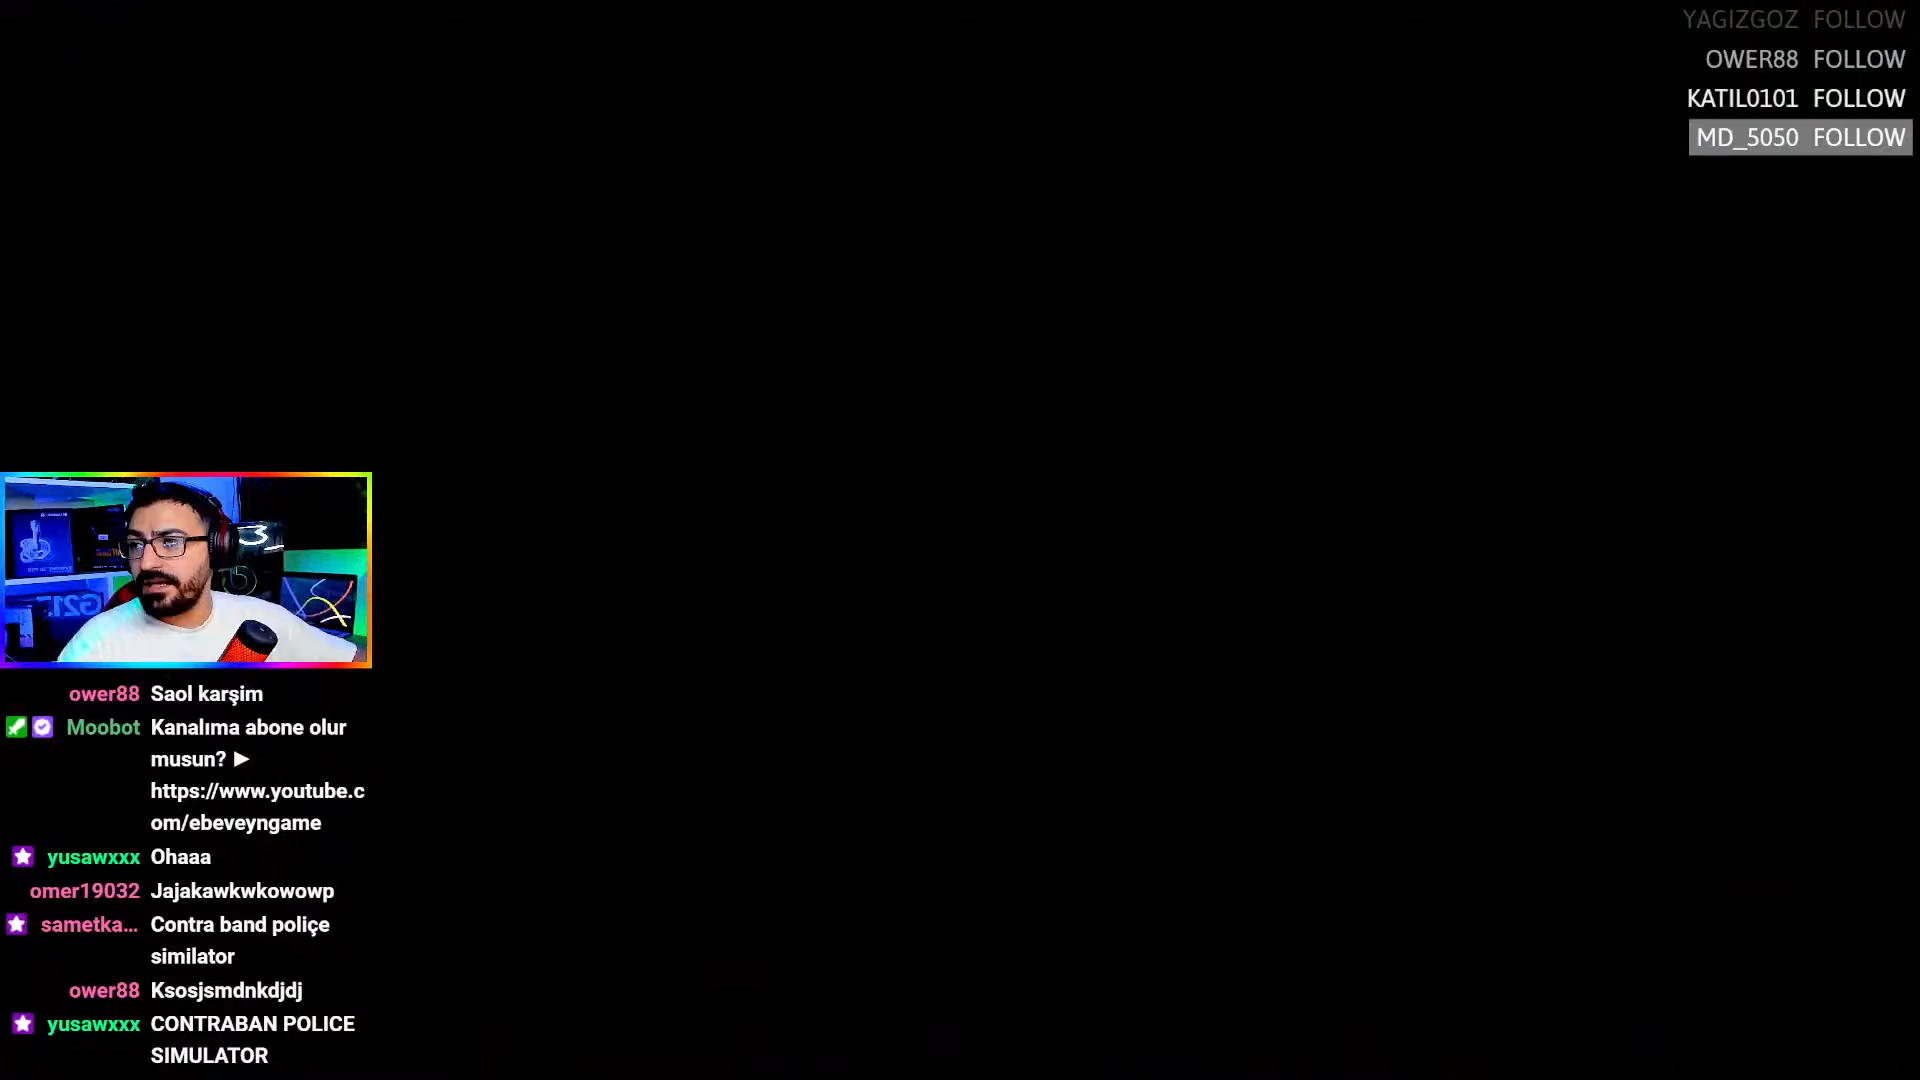 YAGIZGOZ FOLLOW
OWER88 FOLLOW
KATIL0101 FOLLOW
MD_5050 FOLLOW
ower88 Saol karşim
Moobot Kanalıma abone olur
musun? ►
https://www.youtube.c
om/ebeveyngame
yusawxxx Ohaaa
omer19032 Jajakawkwkowowp
sametka... Contra band poliçe
similator
ower88 Ksosjsmdnkdjdj
yusawxxx CONTRABAN POLICE
SIMULATOR